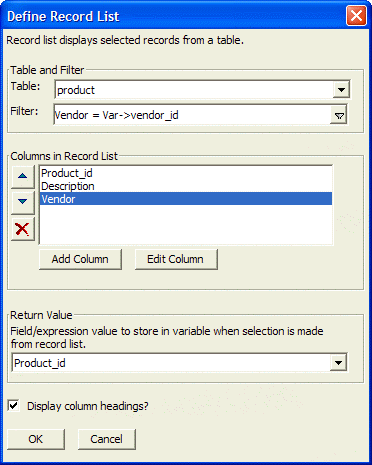 Define Record List
Record list displays selected records from a table.
Table and Filter
Table:
product
Filter:
Vendor = Var->vendor_id
Columns in Record List
Product_id
Description
Vendor
Add Column
Edit Column
Return Value
Field/expression value to store in variable when selection is made
from record list.
Product_id
Display column headings?
OK
Cancel